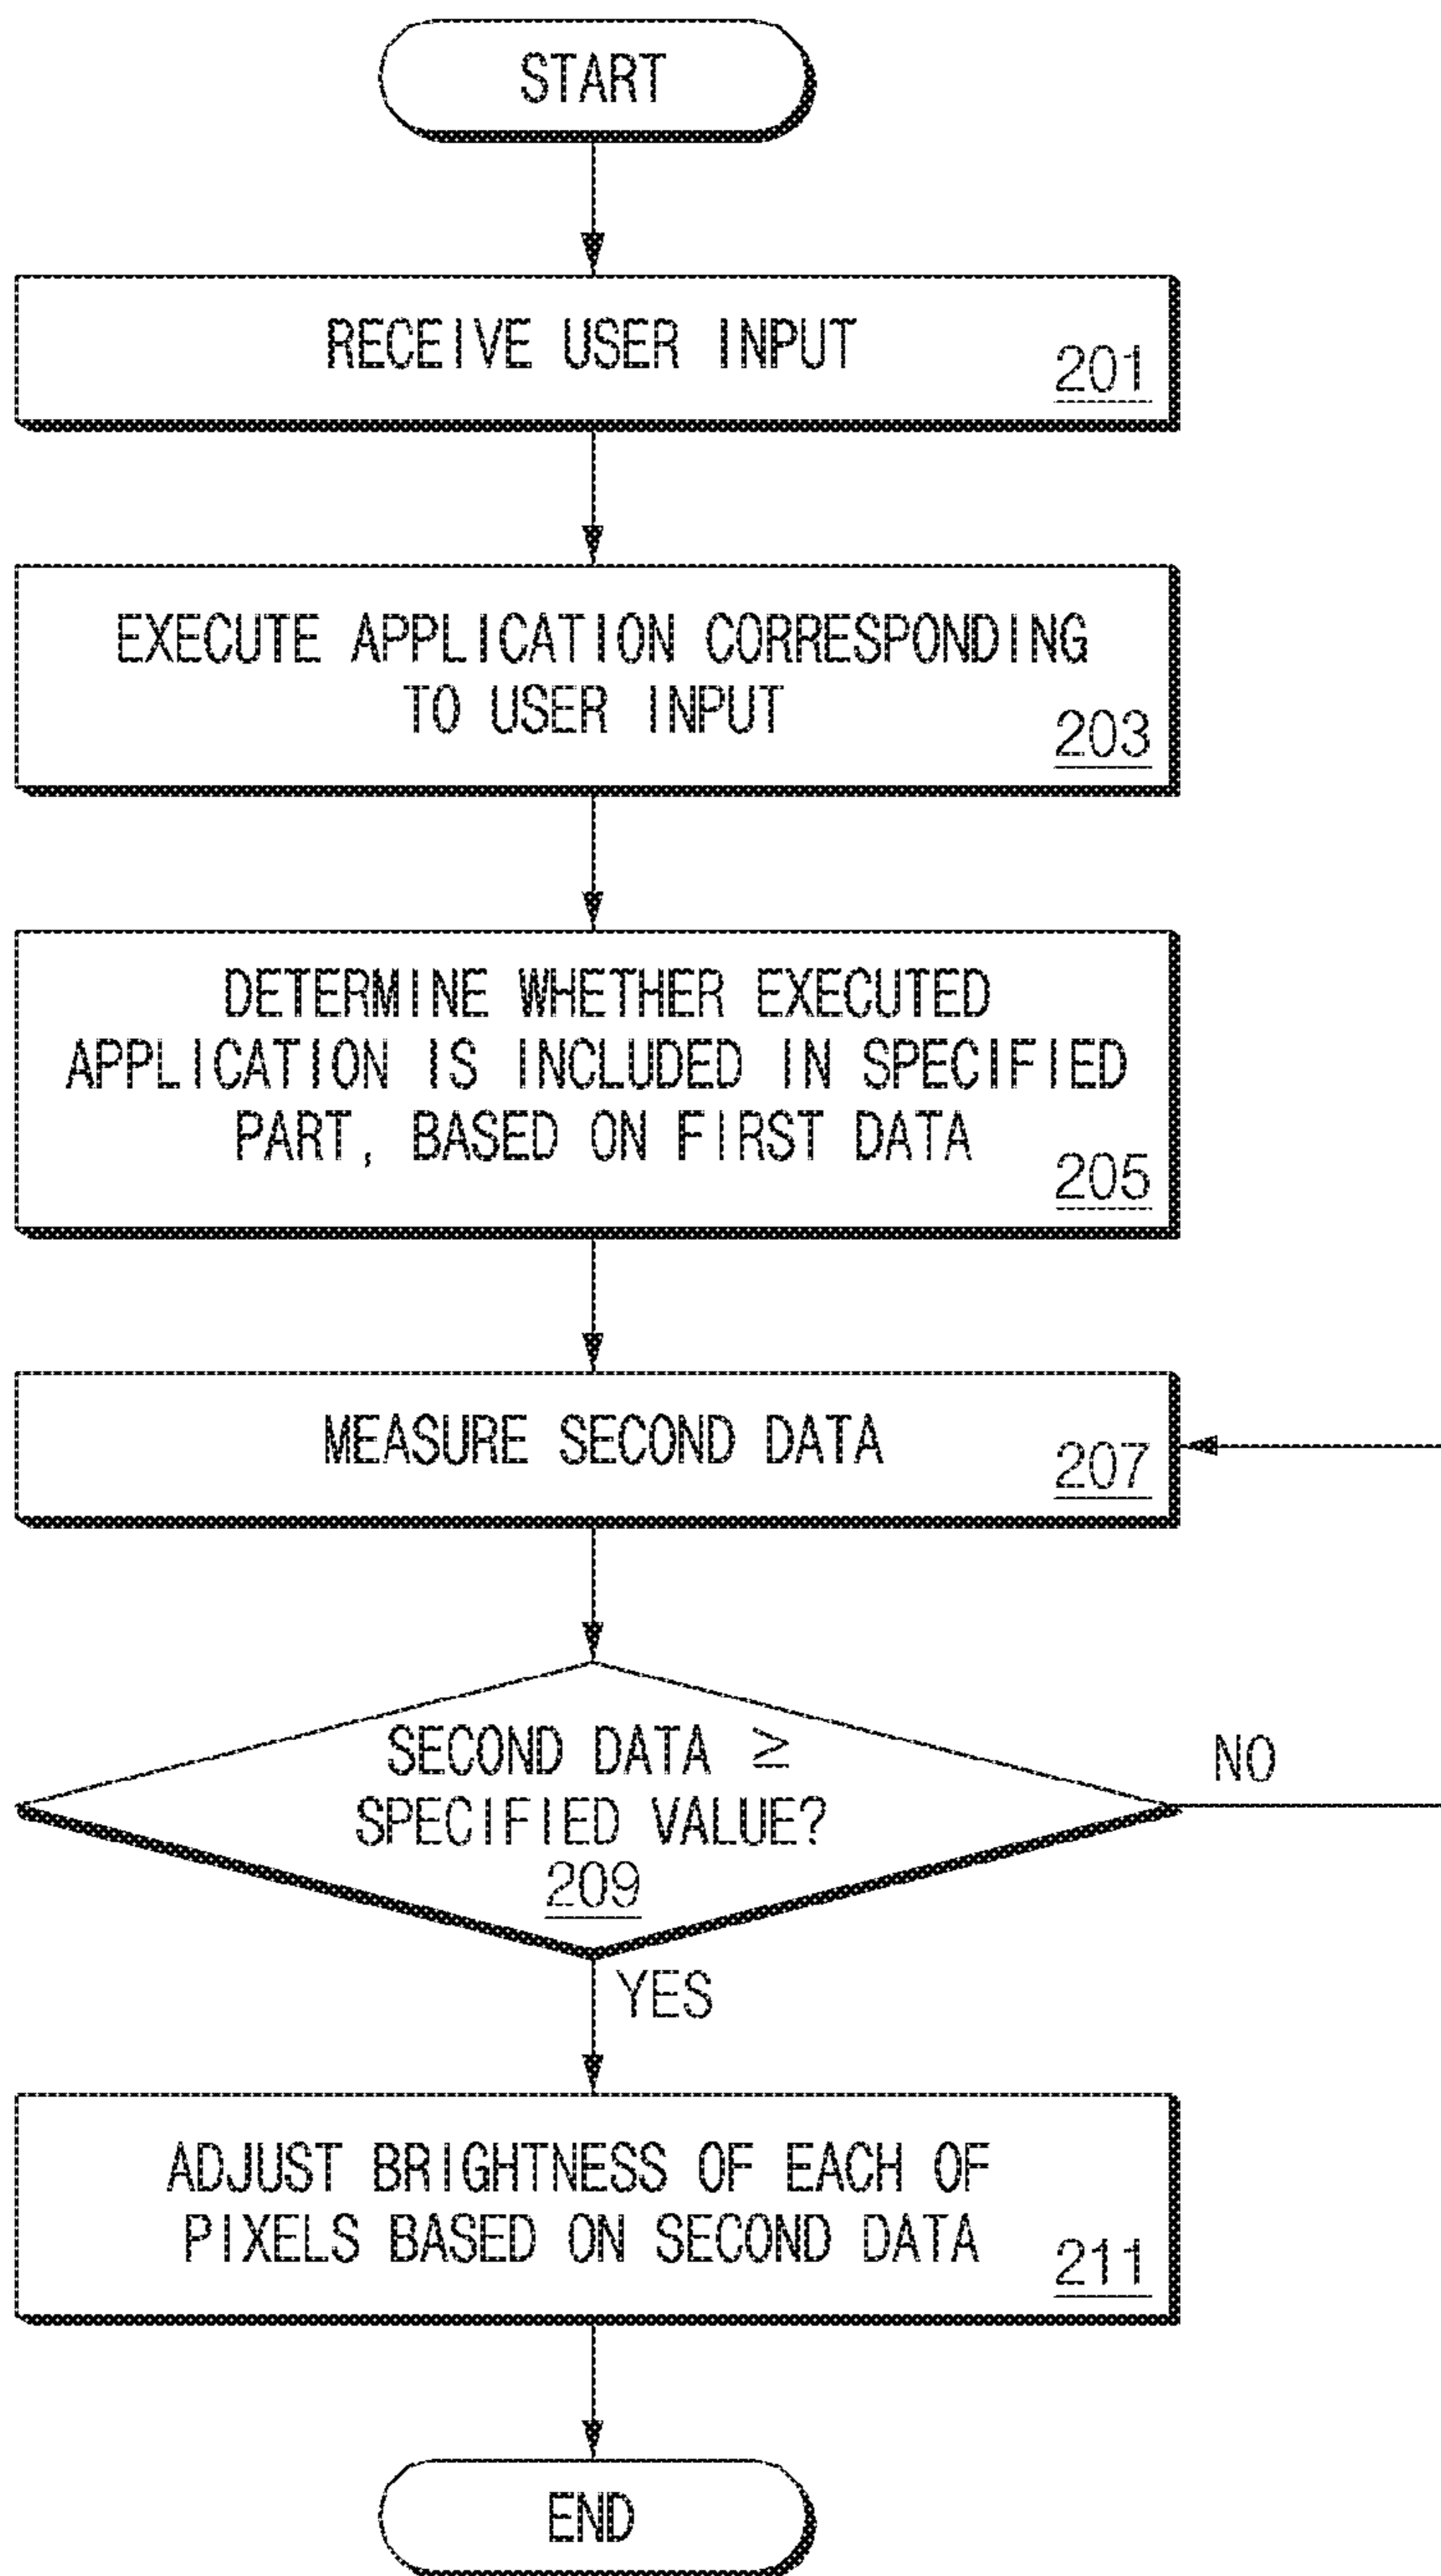 START
RECEIVE USER INPUT
201
EXECUTE APPLICATION CORRESPONDING
TO USER INPUT
203
DETERMINE WHETHER EXECUTED
APPLICATION IS INCLUDED IN SPECIFIED
PART, BASED ON FIRST DATA
205
MEASURE SECOND DATA
207
SECOND DATA ≥
SPECIFIED VALUE?
209
NO
YES
ADJUST BRIGHTNESS OF EACH OF
PIXELS BASED ON SECOND DATA
211
END